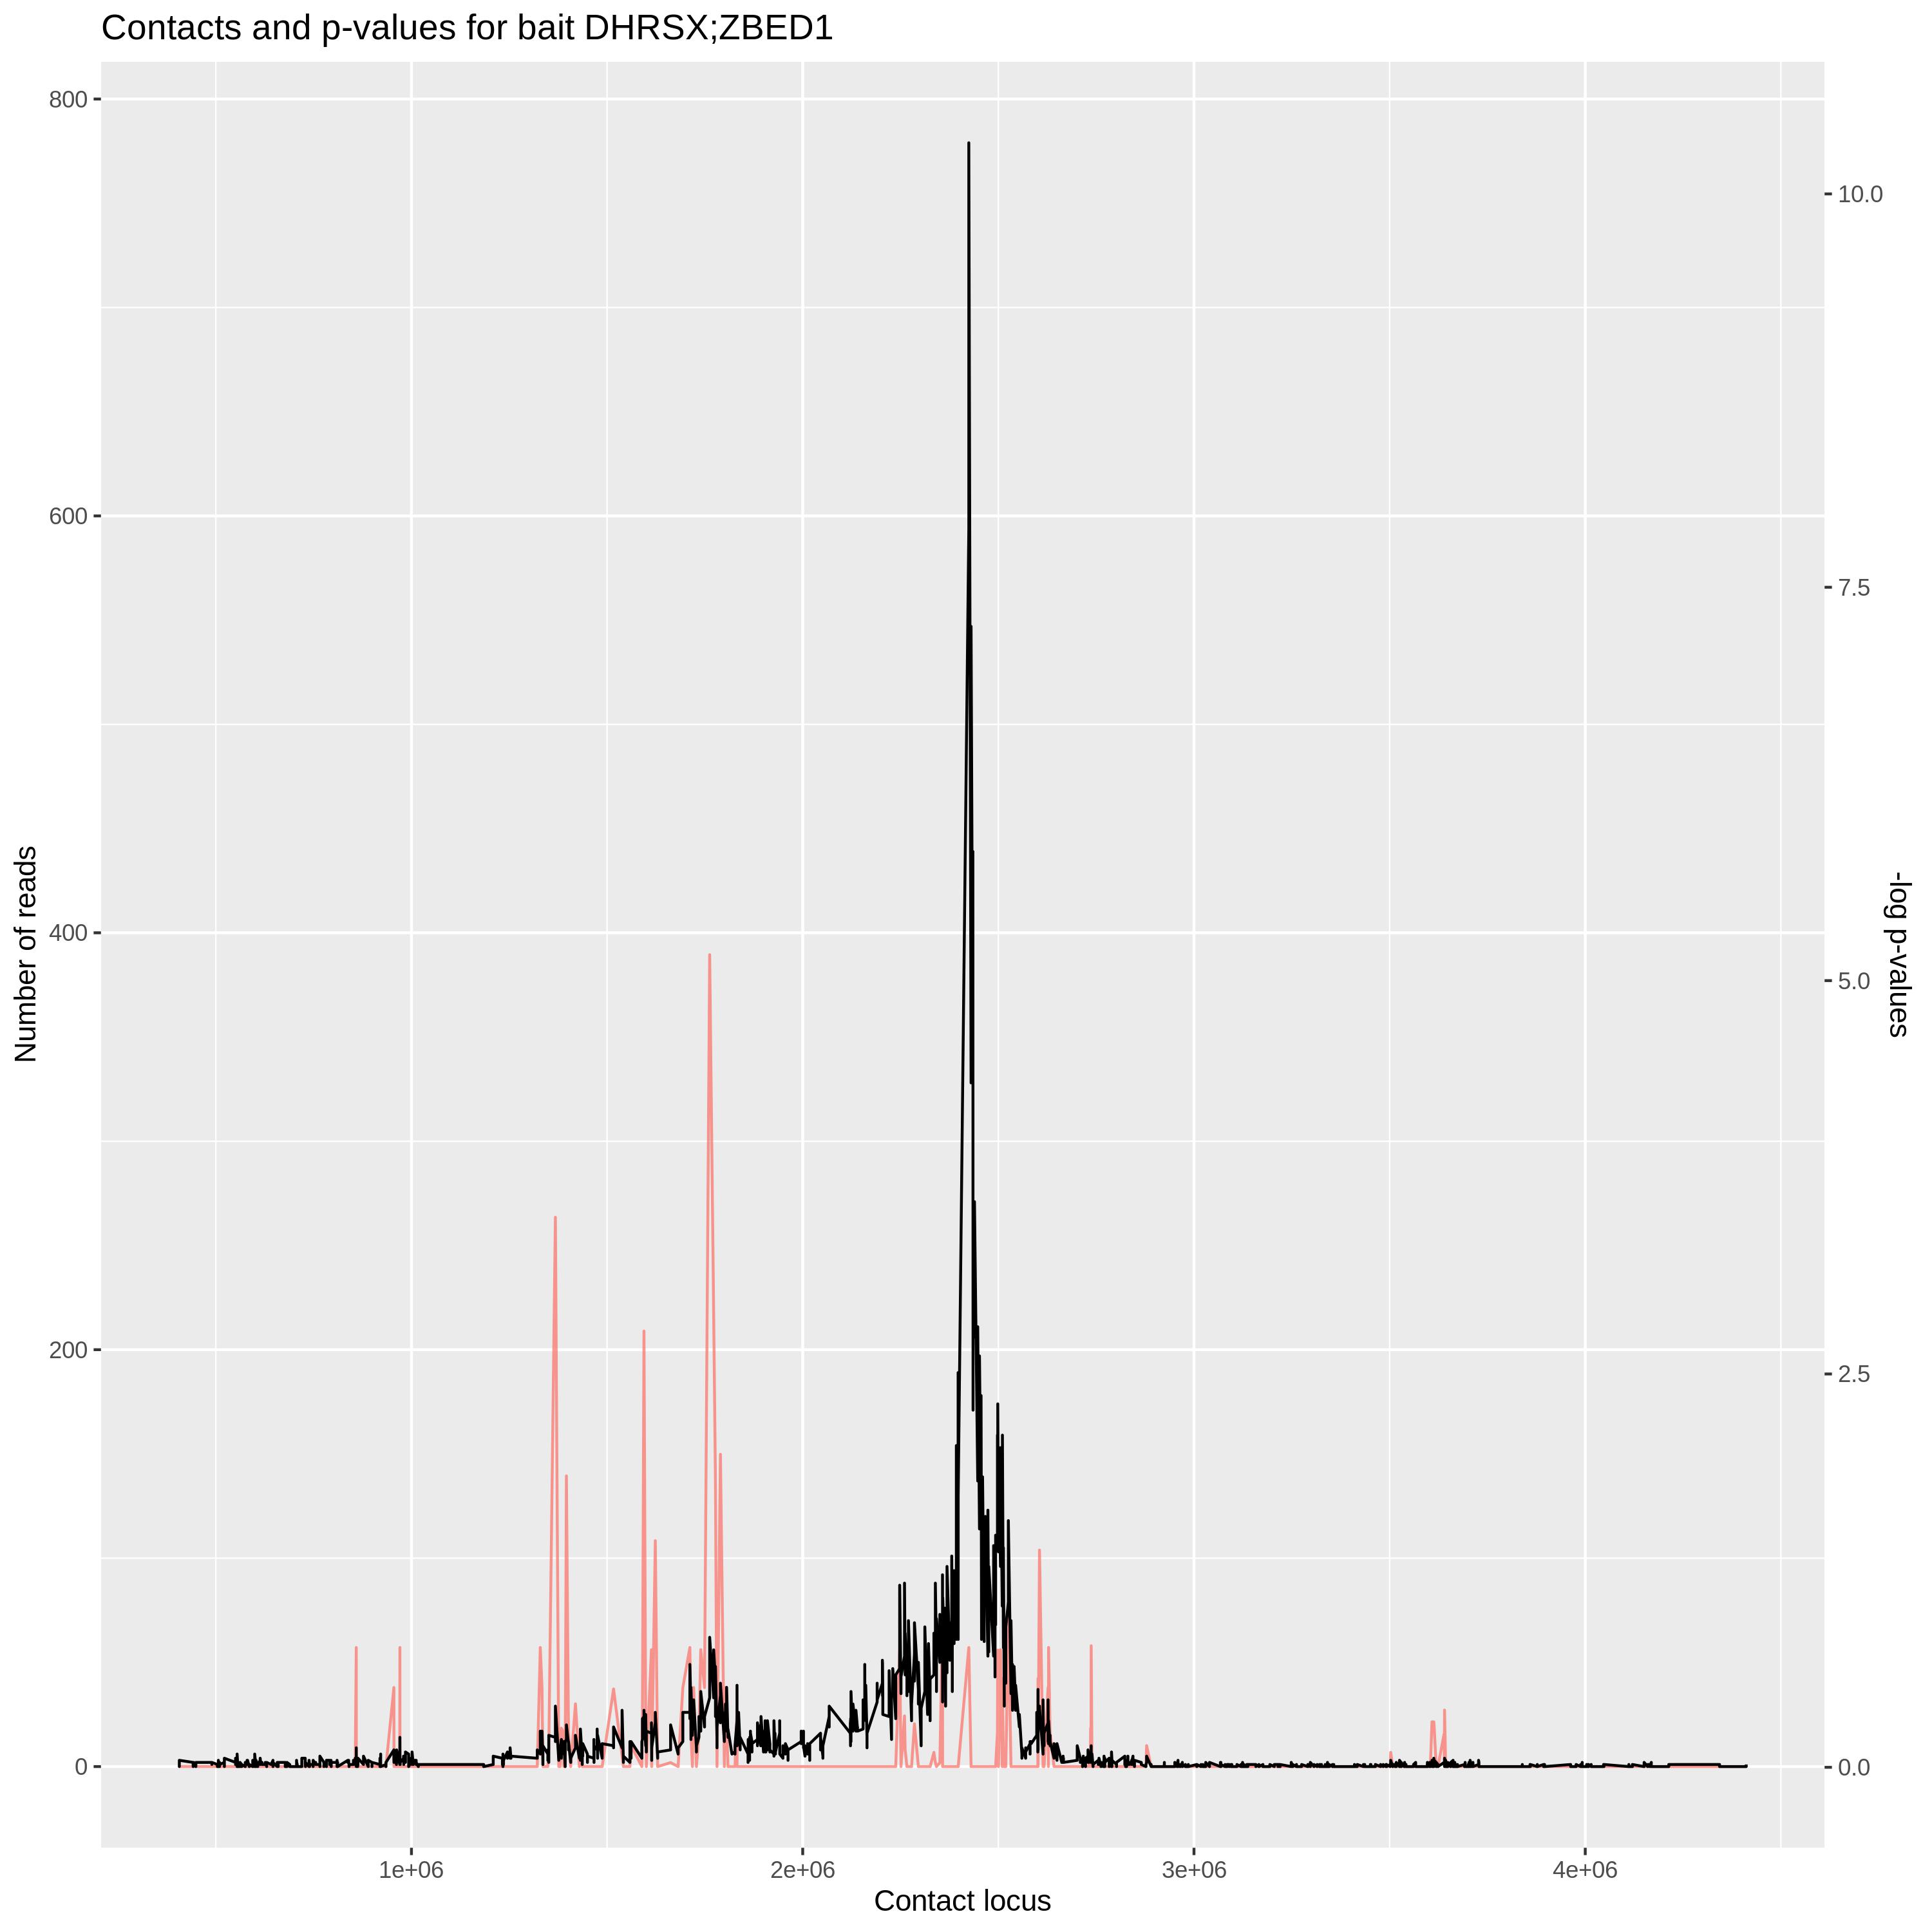 Contacts and p-values for bait DHRSX;ZBED1
800
600
400
200
0
Number of reads
10.0
7.5
5.0
2.5
0.0
-log p-values
1e+06
2e+06
3e+06
4e+06
Contact locus